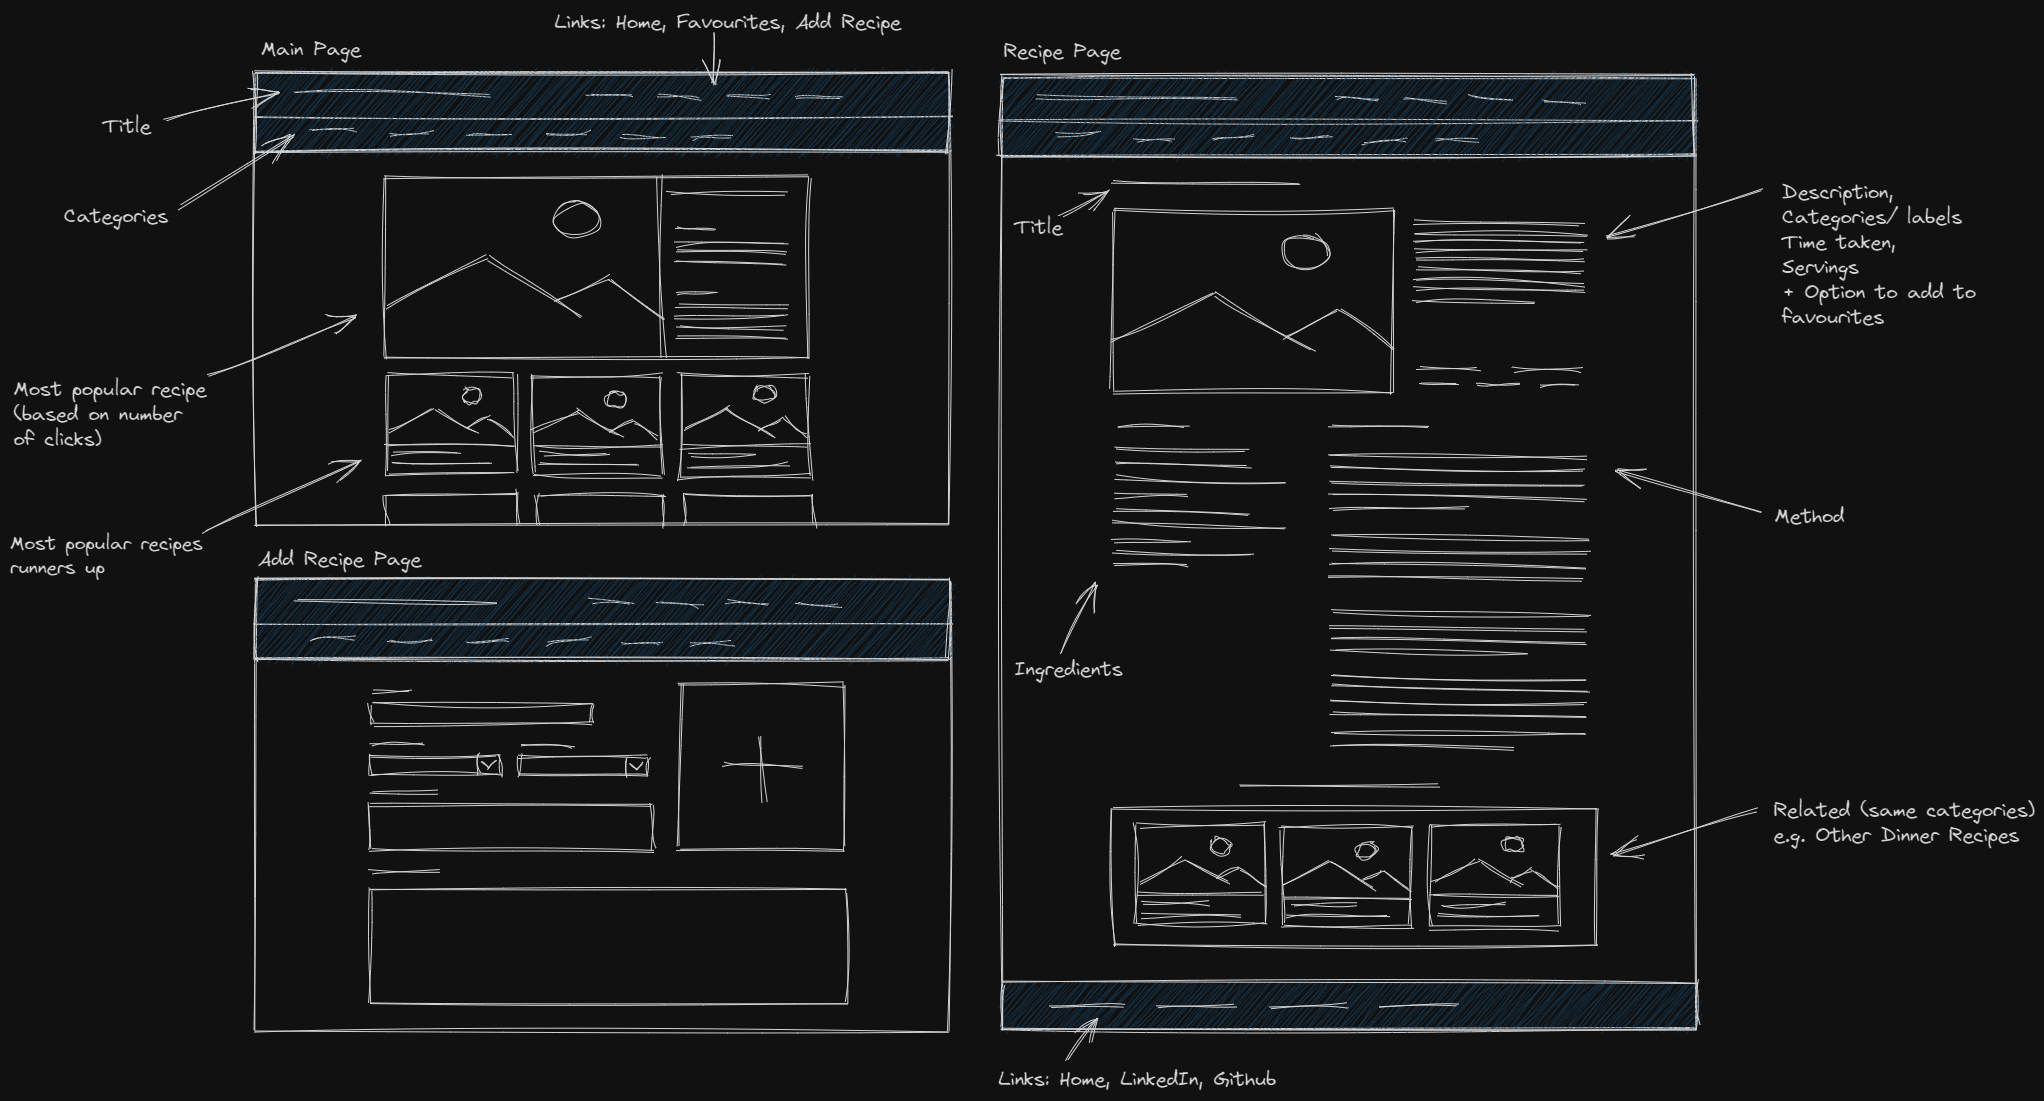 Links: Home, Favourites, Add Recipe
Main Page
Title
Categories
Most popular recipe
(based on number
of clicks)
Most popular recipes
runners up
Add Recipe Page
Recipe Page
Title
Description,
Categories/ labels
Time taken,
Servings
+ Option to add to
favourites
Method
Ingredients
Related (same categories)
e.g. Other Dinner Recipes
Links: Home, LinkedIn, Github